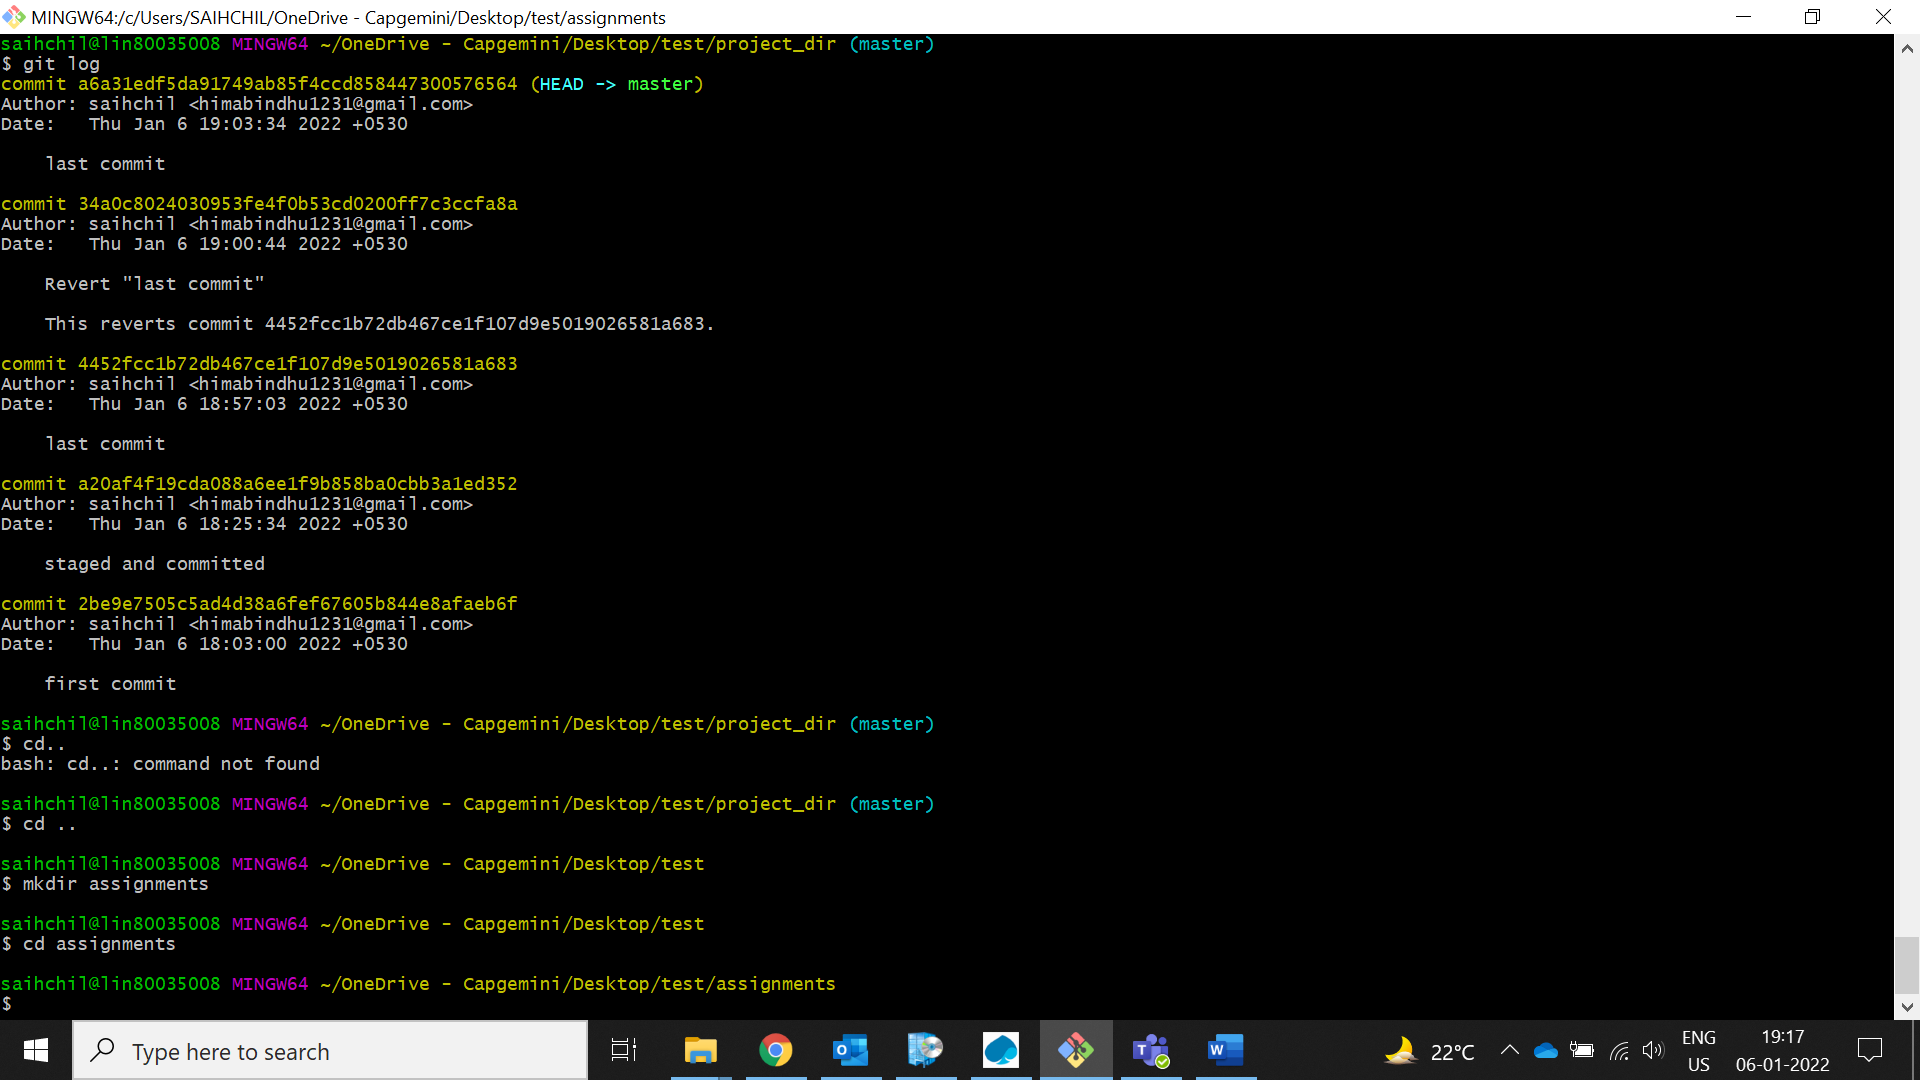 MINGW64:/c/Users/SAIHCHIL/OneDrive - Capgemini/Desktop/test/assignments
saihchil@lin80035008 MINGW64 ~/OneDrive - Capgemini/Desktop/test/project_dir (master)
$ git log
commit a6a31edf5da91749ab85f4ccd858447300576564 (HEAD -> master)
Author: saihchil <himabindhu1231@gmail.com>
Date:   Thu Jan 6 19:03:34 2022 +0530
    last commit
commit 34a0c8024030953fe4f0b53cd0200ff7c3ccfa8a
Author: saihchil <himabindhu1231@gmail.com>
Date:   Thu Jan 6 19:00:44 2022 +0530
    Revert "last commit"
    This reverts commit 4452fcc1b72db467ce1f107d9e5019026581a683.
commit 4452fcc1b72db467ce1f107d9e5019026581a683
Author: saihchil <himabindhu1231@gmail.com>
Date:   Thu Jan 6 18:57:03 2022 +0530
    last commit
commit a20af4f19cda088a6ee1f9b858ba0cbb3a1ed352
Author: saihchil <himabindhu1231@gmail.com>
Date:   Thu Jan 6 18:25:34 2022 +0530
    staged and committed
commit 2be9e7505c5ad4d38a6fef67605b844e8afaeb6f
Author: saihchil <himabindhu1231@gmail.com>
Date:   Thu Jan 6 18:03:00 2022 +0530
    first commit
saihchil@lin80035008 MINGW64 ~/OneDrive - Capgemini/Desktop/test/project_dir (master)
$ cd..
bash: cd..: command not found
saihchil@lin80035008 MINGW64 ~/OneDrive - Capgemini/Desktop/test/project_dir (master)
$ cd ..
saihchil@lin80035008 MINGW64 ~/OneDrive - Capgemini/Desktop/test
$ mkdir assignments
saihchil@lin80035008 MINGW64 ~/OneDrive - Capgemini/Desktop/test
$ cd assignments
saihchil@lin80035008 MINGW64 ~/OneDrive - Capgemini/Desktop/test/assignments
$
Type here to search
22°C
ENG
US
19:17
06-01-2022